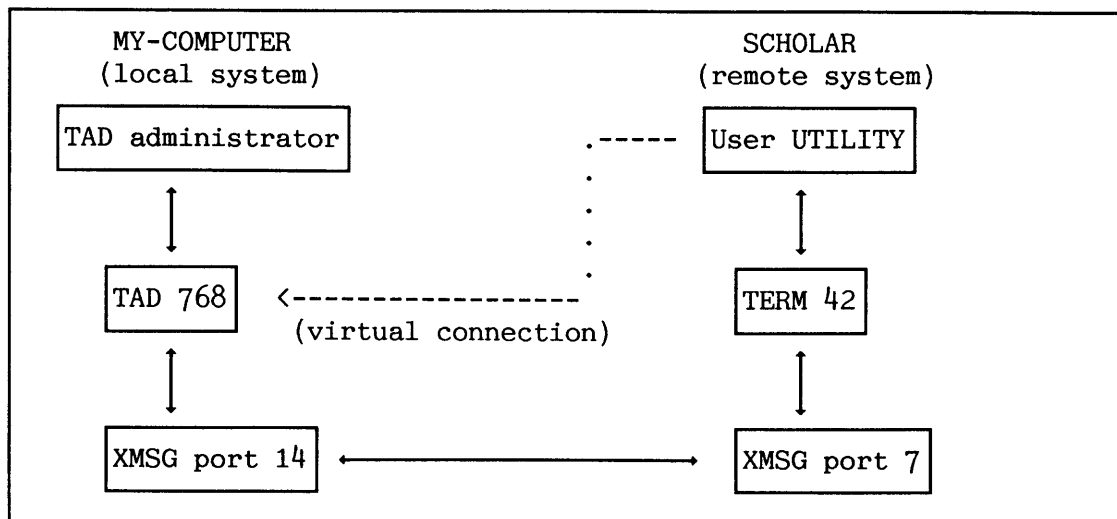 MY-COMPUTER SCHOLAR
(local system) (remote system)
TAD administrator User UTILITY
TAD 768 TERM 42
(virtual connection)
XMSG port 14 XMSG port 7